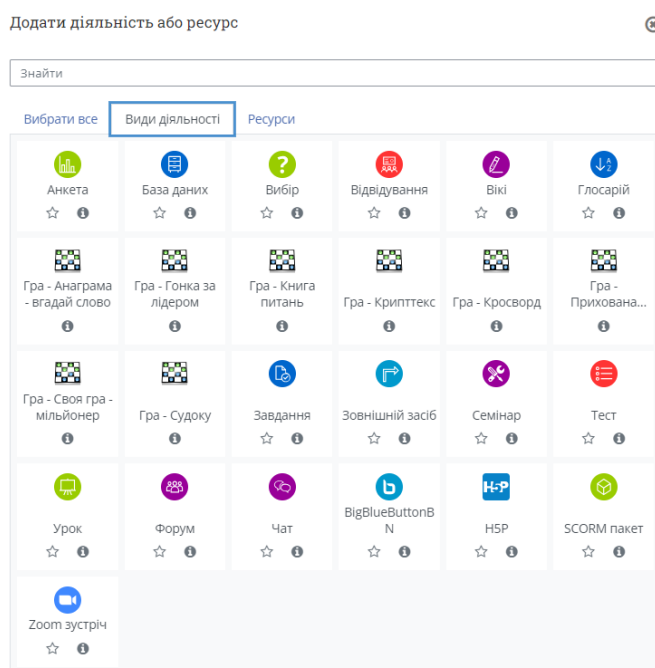 Додати діяльність або ресурс
Знайти
Вибрати все Види діяльності Ресурси
Анкета База даних Вибір Відвідування Вікі Глосарій
Гра - Анаграма - вгадай слово
Гра - Гонка за лідером
Гра - Книга питань
Гра - Крипттекс
Гра - Кросворд
Гра - Прихована...
Гра - Своя гра - мільйонер
Гра - Судоку
Завдання
Зовнішній засіб
Семінар
Тест
Урок
Форум
Чат
BigBlueButtonB
N
H-P
H5P
SCORM пакет
Zoom зустріч